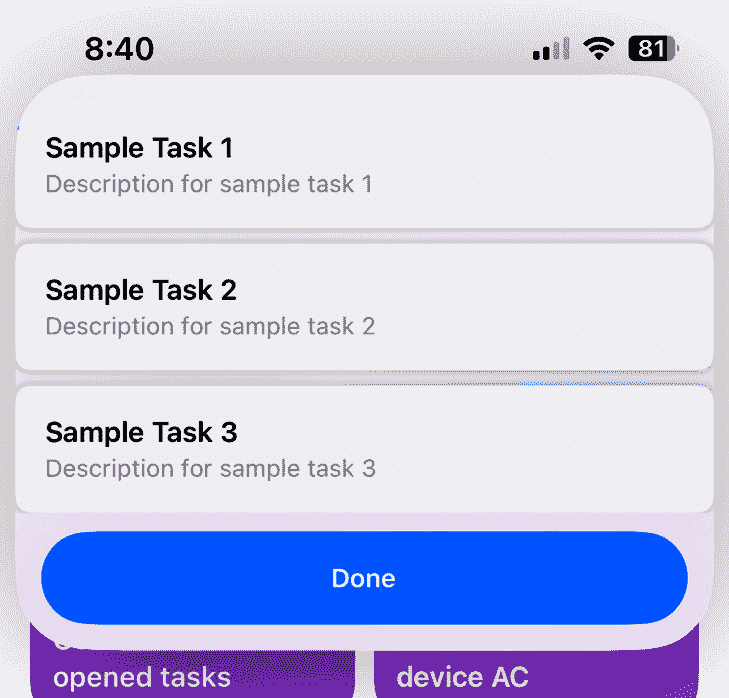 8:40
81
Sample Task 1
Description for sample task 1
Sample Task 2
Description for sample task 2
Sample Task 3
Description for sample task 3
Done
opened tasks
device AC